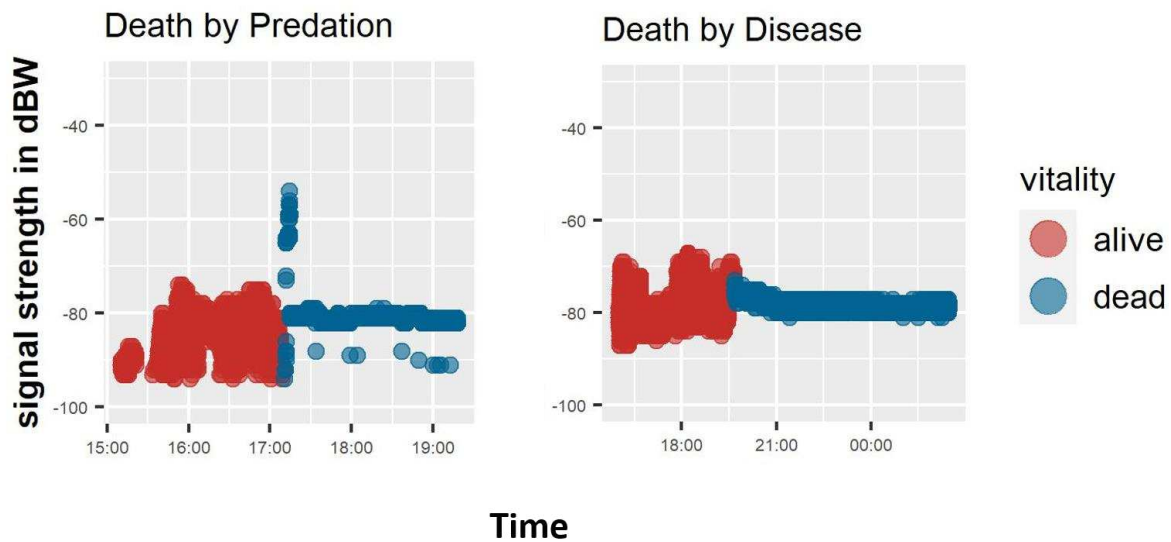 Death by Predation
Death by Disease
signal strength in dBW
-40
-60
-80
-100
15:00 16:00 17:00 18:00 19:00
-40
-60
-80
-100
18:00 21:00 00:00
vitality
alive
dead
Time